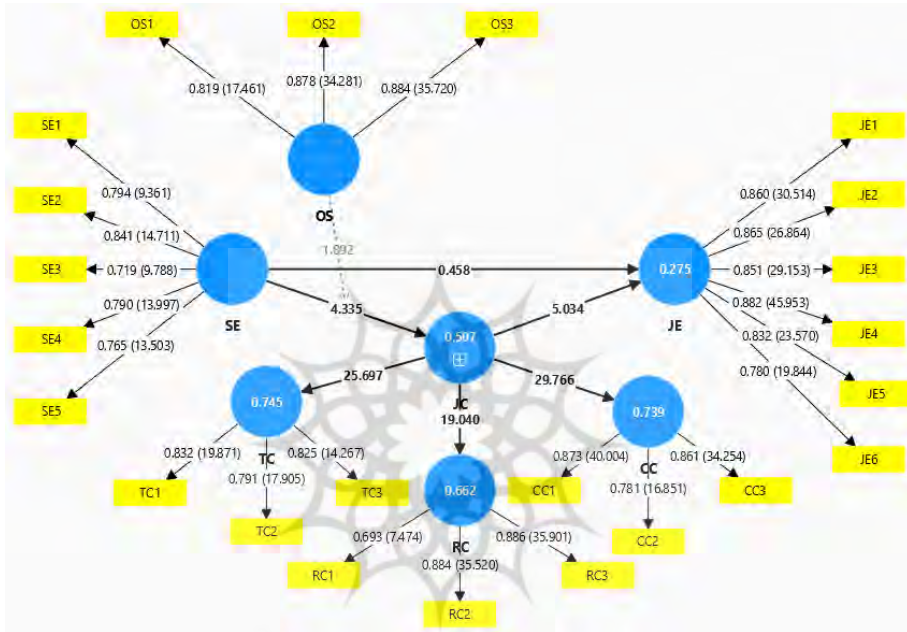 OS1
OS2
OS3
0.819 (17.461)
0.878 (34.281)
0.884 (35.720)
SE1
SE2
SE3
SE4
SE5
0.794 (9.361)
0.841 (14.711)
0.719 (9.788)
0.790 (13.997)
0.765 (13.503)
OS
1.892
SE
0.458
4.335
5.034
0.275
JE
JE1
JE2
JE3
JE4
JE5
JE6
0.860 (30.514)
0.865 (26.864)
0.851 (29.153)
0.882 (45.953)
0.832 (23.570)
0.780 (19.844)
0.507
JC
25.697
19.040
29.766
0.745
TC
0.832 (19.871)
0.791 (17.905)
0.825 (14.267)
TC1
TC2
TC3
0.662
RC
0.693 (7.474)
0.884 (35.520)
0.886 (35.901)
RC1
RC2
RC3
0.739
CC
0.873 (40.004)
0.781 (16.851)
0.861 (34.254)
CC1
CC2
CC3